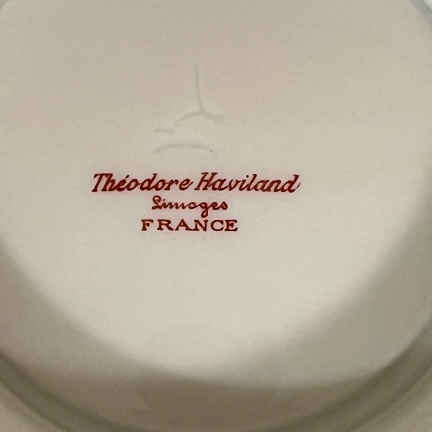 Théodore Haviland
Limoges
FRANCE